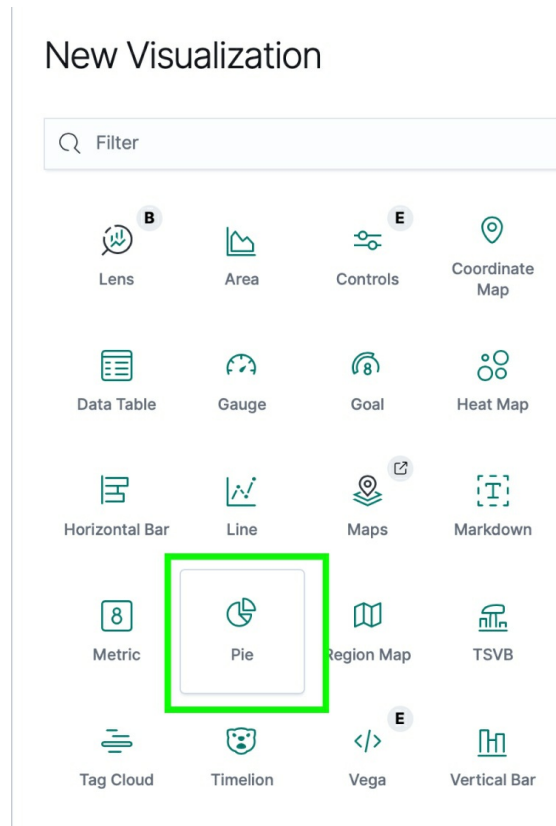 New Visualization
Filter
B
E
Lens
Area
Controls
Coordinate
Map
Data Table
Gauge
8
Goal
Heat Map
T
Horizontal Bar
Line
Maps
Markdown
8
Metric
Pie
Region Map
TSVB
E
</>
Tag Cloud
Timelion
Vega
Vertical Bar